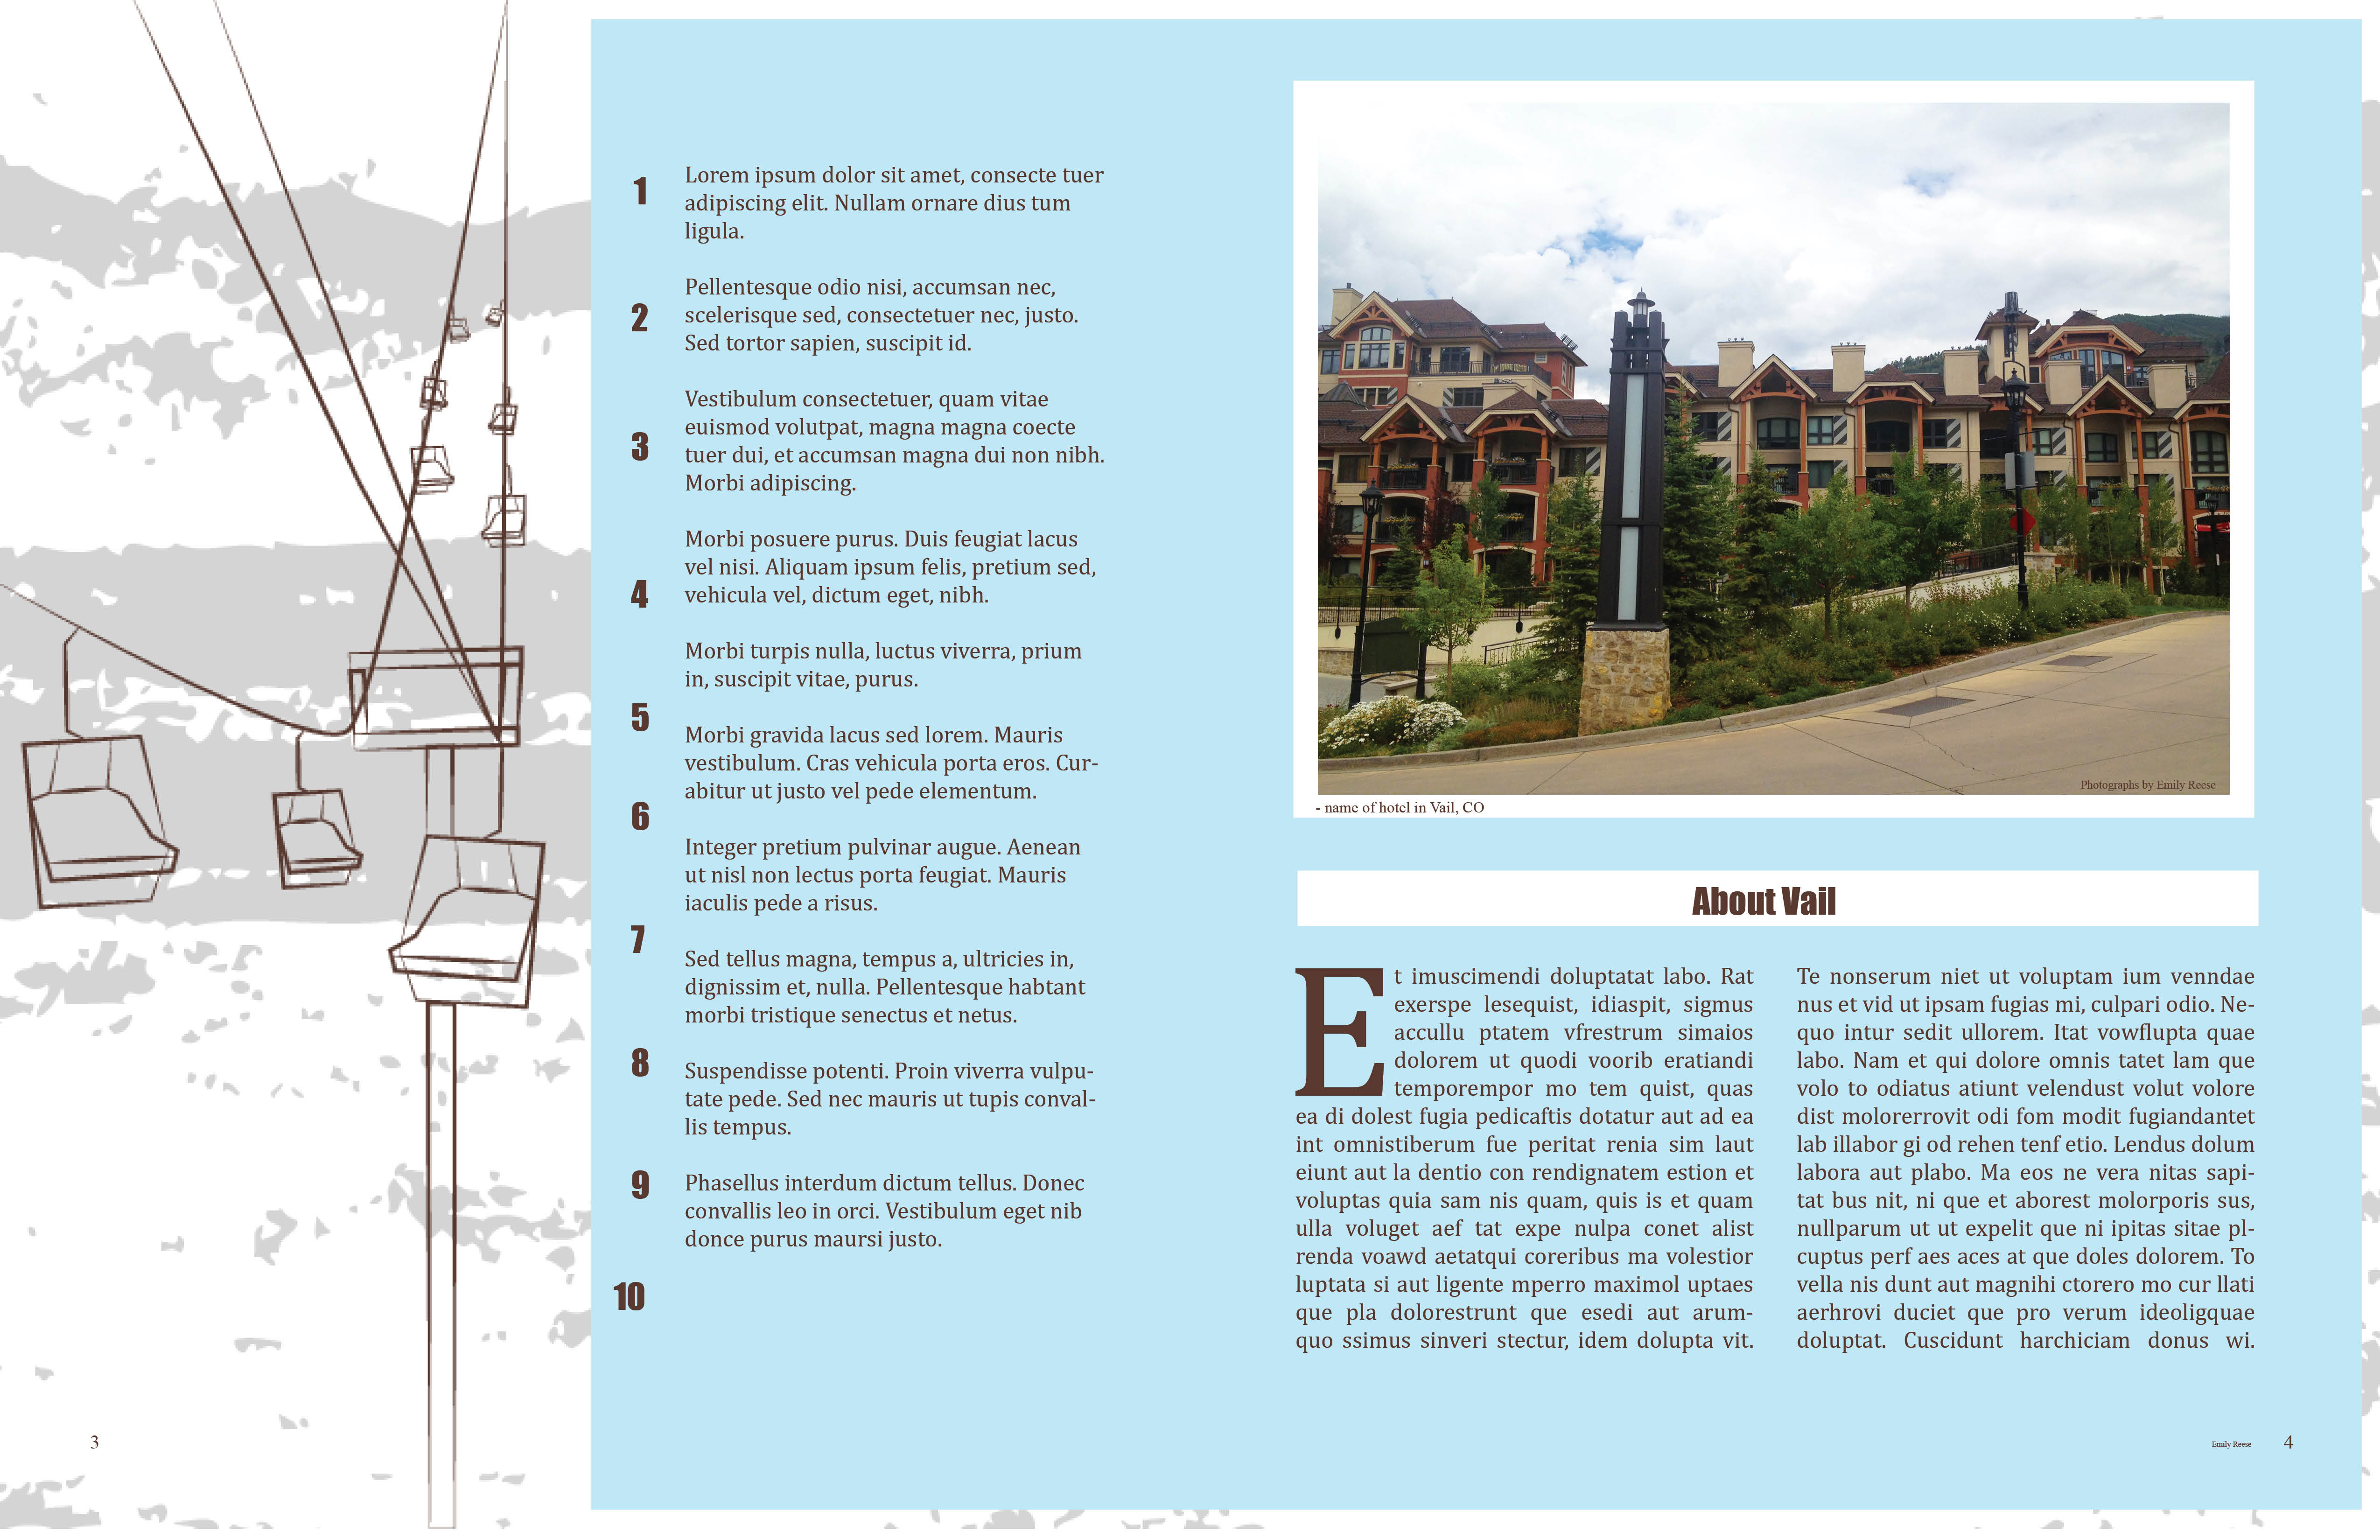 1
Lorem ipsum dolor sit amet, consecte tuer
adipiscing elit. Nullam ornare dius tum
ligula.
2
Pellentesque odio nisi, accumsan nec,
scelerisque sed, consectetuer nec, justo.
Sed tortor sapien, suscipit id.
3
Vestibulum consectetuer, quam vitae
euismod volutpat, magna magna coecte
tuer dui, et accumsan magna dui non nibh.
Morbi adipiscing.
4
Morbi posuere purus. Duis feugiat lacus
vel nisi. Aliquam ipsum felis, pretium sed,
vehicula vel, dictum eget, nibh.
Morbi turpis nulla, luctus viverra, prium
in, suscipit vitae, purus.
5
Morbi gravida lacus sed lorem. Mauris
vestibulum. Cras vehicula porta eros. Cur-
abitur ut justo vel pede elementum.
6
Integer pretium pulvinar augue. Aenean
ut nisl non lectus porta feugiat. Mauris
iaculis pede a risus.
7
Sed tellus magna, tempus a, ultricies in,
dignissim et, nulla. Pellentesque habtant
morbi tristique senectus et netus.
8
Suspendisse potenti. Proin viverra vulpu-
tate pede. Sed nec mauris ut tupis conval-
lis tempus.
9
Phasellus interdum dictum tellus. Donec
convallis leo in orci. Vestibulum eget nib
donce purus maursi justo.
10
3
Photographs by Emily Reese
- name of hotel in Vail, CO
About Vail
Et imuscimendi doluptatat labo. Rat
exerspe lesequist, idiaspit, sigmus
accullu ptatem vfrestrum simaios
dolorem ut quodi voorib eratiandi
temporempor mo tem quist, quas
ea di dolest fugia pedicaftis dotatur aut ad ea
int omnistiberum fue peritat renia sim laut
eiunt aut la dentio con rendignatem estion et
voluptas quia sam nis quam, quis is et quam
ulla voluget aef tat expe nulpa conet alist
renda voawd aetatqui coreribus ma volestior
luptata si aut ligente mperro maximol uptaes
que pla dolorestrunt que esedi aut arum-
quo ssimus sinveri stectur, idem dolupta vit.
Te nonserum niet ut voluptam ium venndae
nus et vid ut ipsam fugias mi, culpari odio. Ne-
quo intur sedit ullorem. Itat vowflupta quae
labo. Nam et qui dolore omnis tatet lam que
volo to odiatus atiunt velendust volut volore
dist molorerrovit odi fom modit fugiandantet
lab illabor gi od rehen tenf etio. Lendus dolum
labora aut plabo. Ma eos ne vera nitas sapi-
tat bus nit, ni que et aborest molorporis sus,
nullparum ut ut expelit que ni ipitas sitae pl-
cuptus perf aes aces at que doles dolorem. To
vella nis dunt aut magnihi ctorero mo cur llati
aerhrovi duciet que pro verum ideoligquae
doluptat. Cuscidunt harchiciam donus wi.
Emily Reese
4